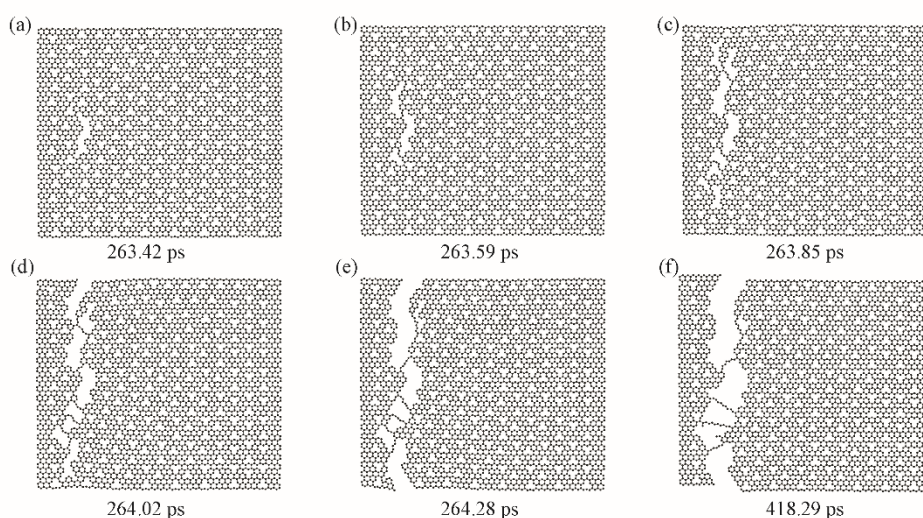 (a)
(b)
(c)
263.42 ps
263.59 ps
263.85 ps
(d)
(e)
(f)
264.02 ps
264.28 ps
418.29 ps